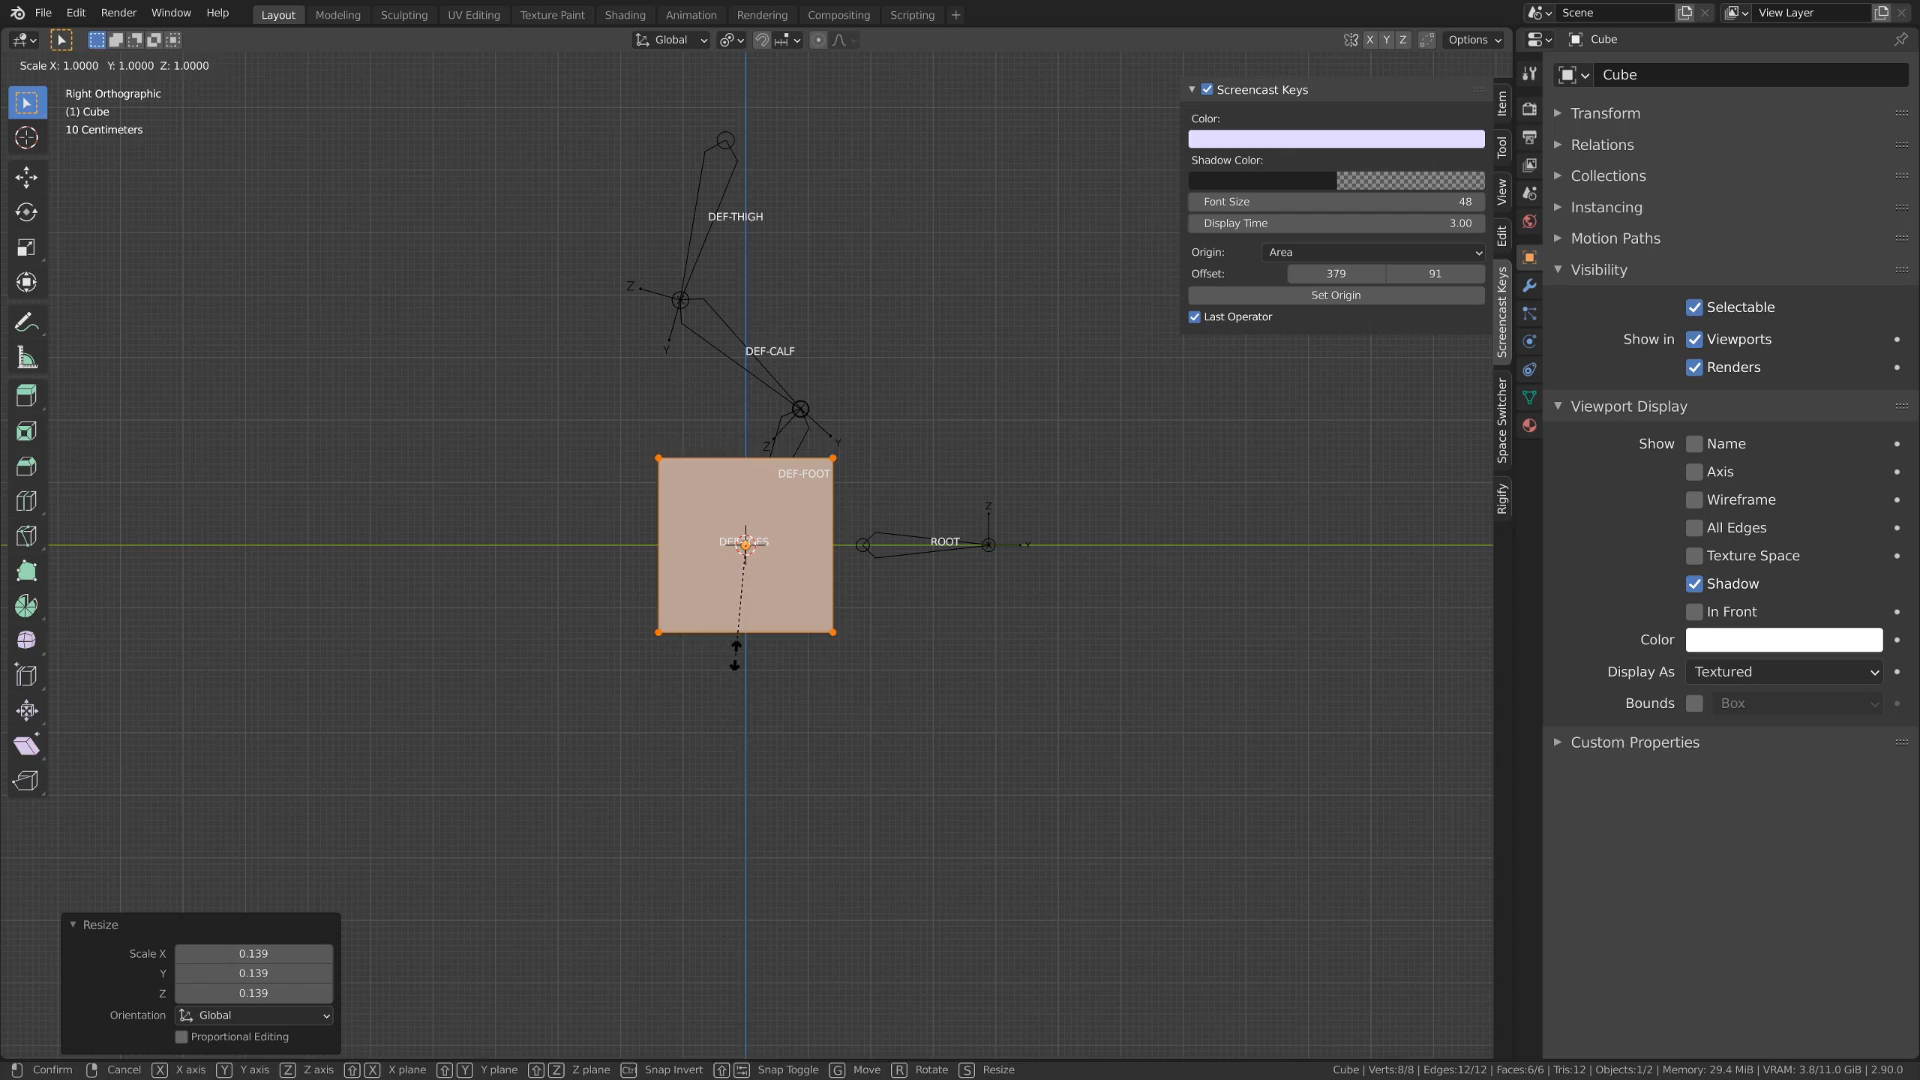 File Edit Render Window Help Layout Modeling Sculpting UV Editing Texture Paint Shading Animation Rendering Compositing Scripting + Scene View Layer
Global X Y Z Options Cube
Scale X: 1.0000 Y: 1.0000 Z: 1.0000
Cube
Right Orthographic
(1) Cube
10 Centimeters
Screencast Keys
Color:
Shadow Color:
Font Size 48
Display Time 3.00
Origin: Area
Offset: 379 91
Set Origin
Last Operator
Item
Tool
View
Edit
Screencast Keys
Space Switcher
Rigify
DEF-THIGH
Z
Y
DEF-CALF
Z
Y
DEF-FOOT
Z
ROOT
Y
Transform
Relations
Collections
Instancing
Motion Paths
Visibility
Selectable
Show in Viewports
Renders
Viewport Display
Show Name
Axis
Wireframe
All Edges
Texture Space
Shadow
In Front
Color
Display As Textured
Bounds Box
Custom Properties
Resize
Scale X 0.139
Y 0.139
Z 0.139
Orientation Global
Proportional Editing
Confirm Cancel X X axis Y Y axis Z Z axis X X plane Y Y plane Z Z plane Ctrl Snap Invert Snap Toggle G Move R Rotate S Resize Cube | Verts:8/8 | Edges:12/12 | Faces:6/6 | Tris:12 | Objects:1/2 | Memory: 29.4 MiB | VRAM: 3.8/11.0 GiB | 2.90.0